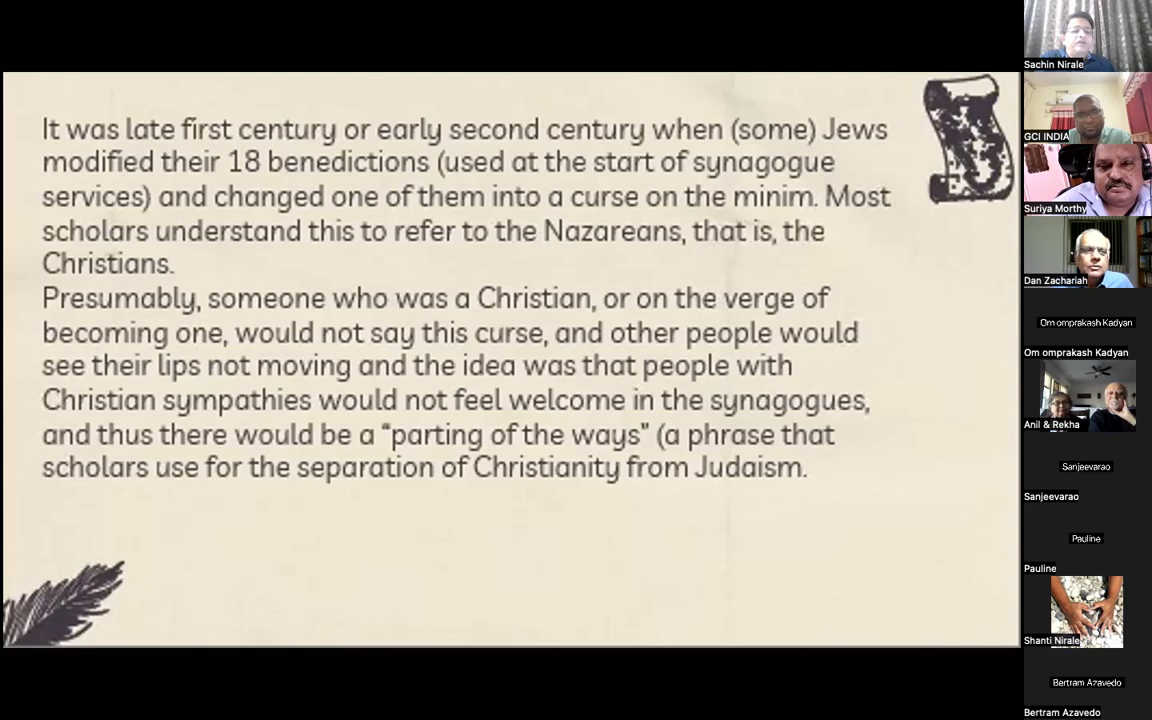 It was late first century or early second century when (some) Jews
modified their 18 benedictions (used at the start of synagogue
services) and changed one of them into a curse on the minim. Most
scholars understand this to refer to the Nazareans, that is, the
Christians.
Presumably, someone who was a Christian, or on the verge of
becoming one, would not say this curse, and other people would
see their lips not moving and the idea was that people with
Christian sympathies would not feel welcome in the synagogues,
and thus there would be a “parting of the ways” (a phrase that
scholars use for the separation of Christianity from Judaism.
Sachin Nirale
GCI INDIA
Suriya Morthy
Dan Zachariah
Om omprakash Kadyan
Om omprakash Kadyan
Anil & Rekha
Sanjeevarao
Sanjeevarao
Pauline
Pauline
Shanti Nirale
Bertram Azavedo
Bertram Azavedo